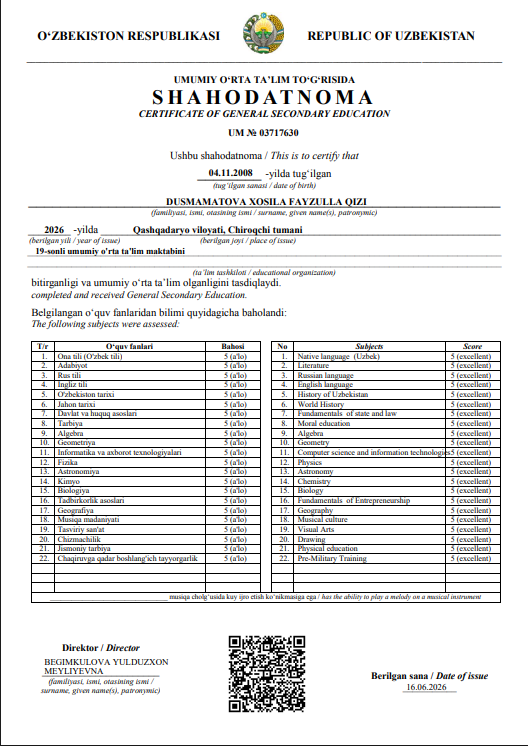 O‘ZBEKISTON RESPUBLIKASI REPUBLIC OF UZBEKISTAN
UMUMIY O‘RTA TA’LIM TO‘G‘RISIDA
SHAHODATNOMA
CERTIFICATE OF GENERAL SECONDARY EDUCATION
UM № 03717630
Ushbu shahodatnoma / This is to certify that
04.11.2008 -yilda tug‘ilgan
(tug‘ilgan sanasi / date of birth)
DUSMAMATOVA XOSILA FAYZULLA QIZI
(familiyasi, ismi, otasining ismi / surname, given name(s), patronymic)
2026 -yilda Qashqadaryo viloyati, Chiroqchi tumani
(berilgan yili / year of issue) (berilgan joyi / place of issue)
19-sonli umumiy o'rta ta'lim maktabini
(ta’lim tashkiloti / educational organization)
bitirganligi va umumiy o‘rta ta’lim olganligini tasdiqlaydi.
completed and received General Secondary Education.
Belgilangan o‘quv fanlaridan bilimi quyidagicha baholandi:
The following subjects were assessed:
T/r O‘quv fanlari Bahosi No Subjects Score
1. Ona tili (O'zbek tili) 5 (a'lo) 1. Native language (Uzbek) 5 (excellent)
2. Adabiyot 5 (a'lo) 2. Literature 5 (excellent)
3. Rus tili 5 (a'lo) 3. Russian language 5 (excellent)
4. Ingliz tili 5 (a'lo) 4. English language 5 (excellent)
5. O'zbekiston tarixi 5 (a'lo) 5. History of Uzbekistan 5 (excellent)
6. Jahon tarixi 5 (a'lo) 6. World History 5 (excellent)
7. Davlat va huquq asoslari 5 (a'lo) 7. Fundamentals of state and law 5 (excellent)
8. Tarbiya 5 (a'lo) 8. Moral education 5 (excellent)
9. Algebra 5 (a'lo) 9. Algebra 5 (excellent)
10. Geometriya 5 (a'lo) 10. Geometry 5 (excellent)
11. Informatika va axborot texnologiyalari 5 (a'lo) 11. Computer science and information technologies 5 (excellent)
12. Fizika 5 (a'lo) 12. Physics 5 (excellent)
13. Astronomiya 5 (a'lo) 13. Astronomy 5 (excellent)
14. Kimyo 5 (a'lo) 14. Chemistry 5 (excellent)
15. Biologiya 5 (a'lo) 15. Biology 5 (excellent)
16. Tadbirkorlik asoslari 5 (a'lo) 16. Fundamentals of Entrepreneurship 5 (excellent)
17. Geografiya 5 (a'lo) 17. Geography 5 (excellent)
18. Musiqa madaniyati 5 (a'lo) 18. Musical culture 5 (excellent)
19. Tasviriy san'at 5 (a'lo) 19. Visual Arts 5 (excellent)
20. Chizmachilik 5 (a'lo) 20. Drawing 5 (excellent)
21. Jismoniy tarbiya 5 (a'lo) 21. Physical education 5 (excellent)
22. Chaqiruvga qadar boshlang'ich tayyorgarlik 5 (a'lo) 22. Pre-Military Training 5 (excellent)
musiqa cholg‘usida kuy ijro etish ko‘nikmasiga ega / has the ability to play a melody on a musical instrument
Direktor / Director
BEGIMKULOVA YULDUZXON
MEYLIYEVNA
(familiyasi, ismi, otasining ismi /
surname, given name(s), patronymic)
Berilgan sana / Date of issue
16.06.2026